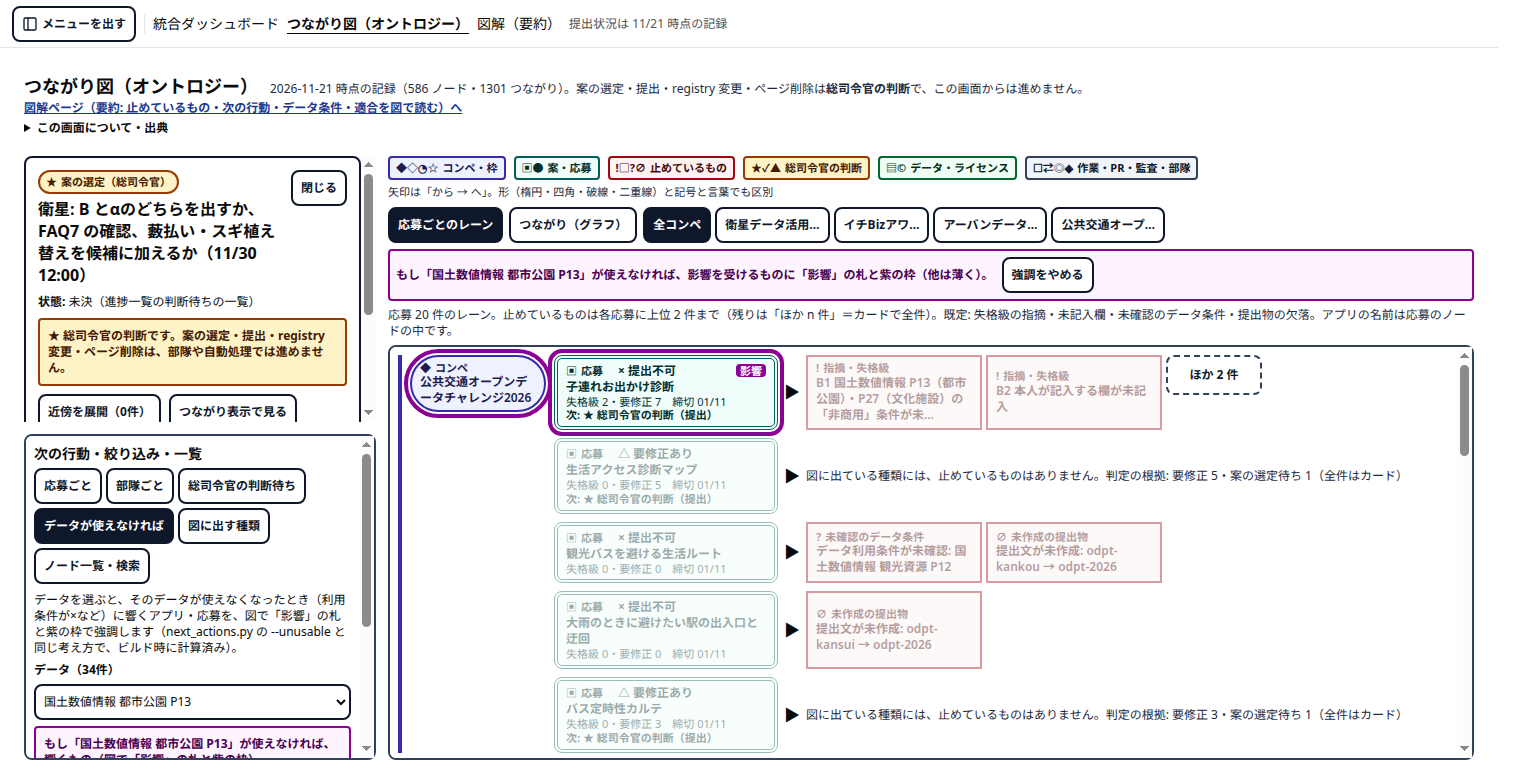 メニューを出す
統合ダッシュボード つながり図（オントロジー） 図解（要約） 提出状況は 11/21 時点の記録
つながり図（オントロジー） 2026-11-21 時点の記録（586 ノード・1301 つながり）。案の選定・提出・registry 変更・ページ削除は総司令官の判断で、この画面からは進めません。
図解ページ（要約: 止めているもの・次の行動・データ条件・適合を図で読む）へ
▶ この画面について・出典
★ 案の選定（総司令官）
閉じる
衛星: B とαのどちらを出すか、
FAQ7 の確認、薮払い・スギ植え
替えを候補に加えるか（11/30
12:00）
状態: 未決（進捗一覧の判断待ちの一覧）
★ 総司令官の判断です。案の選定・提出・registry
変更・ページ削除は、部隊や自動処理では進めませ
ん。
近傍を展開（0件） つながり表示で見る
次の行動・絞り込み・一覧
応募ごと 部隊ごと 総司令官の判断待ち
データが使えなければ 図に出す種類
ノード一覧・検索
データを選ぶと、そのデータが使えなくなったとき（利用
条件が×など）に響くアプリ・応募を、図で「影響」の札
と紫の枠で強調します（next_actions.py の --unusable と
同じ考え方で、ビルド時に計算済み）。
データ（34件）
国土数値情報 都市公園 P13
もし「国土数値情報 都市公園 P13」が使えなければ、
◆◇◔☆ コンペ・枠 ▣● 案・応募 !□?∅ 止めているもの ★✓▲ 総司令官の判断 ▤© データ・ライセンス ☐⇄◎◈ 作業・PR・監査・部隊
矢印は「から → へ」。形（楕円・四角・破線・二重線）と記号と言葉でも区別
応募ごとのレーン つながり（グラフ） 全コンペ 衛星データ活用… イチBizアワ… アーバンデータ… 公共交通オープ…
もし「国土数値情報 都市公園 P13」が使えなければ、影響を受けるものに「影響」の札と紫の枠（他は薄く）。 強調をやめる
応募 20 件のレーン。止めているものは各応募に上位 2 件まで（残りは「ほか n 件」＝カードで全件）。既定: 失格級の指摘・未記入欄・未確認のデータ条件・提出物の欠落。アプリの名前は応募のノー
ドの中です。
◆ コンペ
公共交通オープンデ
ータチャレンジ2026
▣ 応募 × 提出不可 影響
子連れお出かけ診断
失格級 2・要修正 7 締切 01/11
次: ★ 総司令官の判断（提出）
▶
! 指摘・失格級
B1 国土数値情報 P13（都市
公園）・P27（文化施設）の
「非商用」条件が未…
! 指摘・失格級
B2 本人が記入する欄が未記
入
ほか 2 件
▣ 応募 △ 要修正あり
生活アクセス診断マップ
失格級 0・要修正 5 締切 01/11
次: ★ 総司令官の判断（提出）
▶ 図に出ている種類には、止めているものはありません。判定の根拠: 要修正 5・案の選定待ち 1（全件はカード）
▣ 応募 × 提出不可
観光バスを避ける生活ルート
失格級 0・要修正 0 締切 01/11
▶
? 未確認のデータ条件
データ利用条件が未確認: 国
土数値情報 観光資源 P12
∅ 未作成の提出物
提出文が未作成: odpt-
kankou → odpt-2026
▣ 応募 × 提出不可
大雨のときに避けたい駅の出入口と
迂回
失格級 0・要修正 0 締切 01/11
▶
∅ 未作成の提出物
提出文が未作成: odpt-
kansui → odpt-2026
▣ 応募 △ 要修正あり
バス定時性カルテ
失格級 0・要修正 3 締切 01/11
次: ★ 総司令官の判断（提出）
▶ 図に出ている種類には、止めているものはありません。判定の根拠: 要修正 3・案の選定待ち 1（全件はカード）